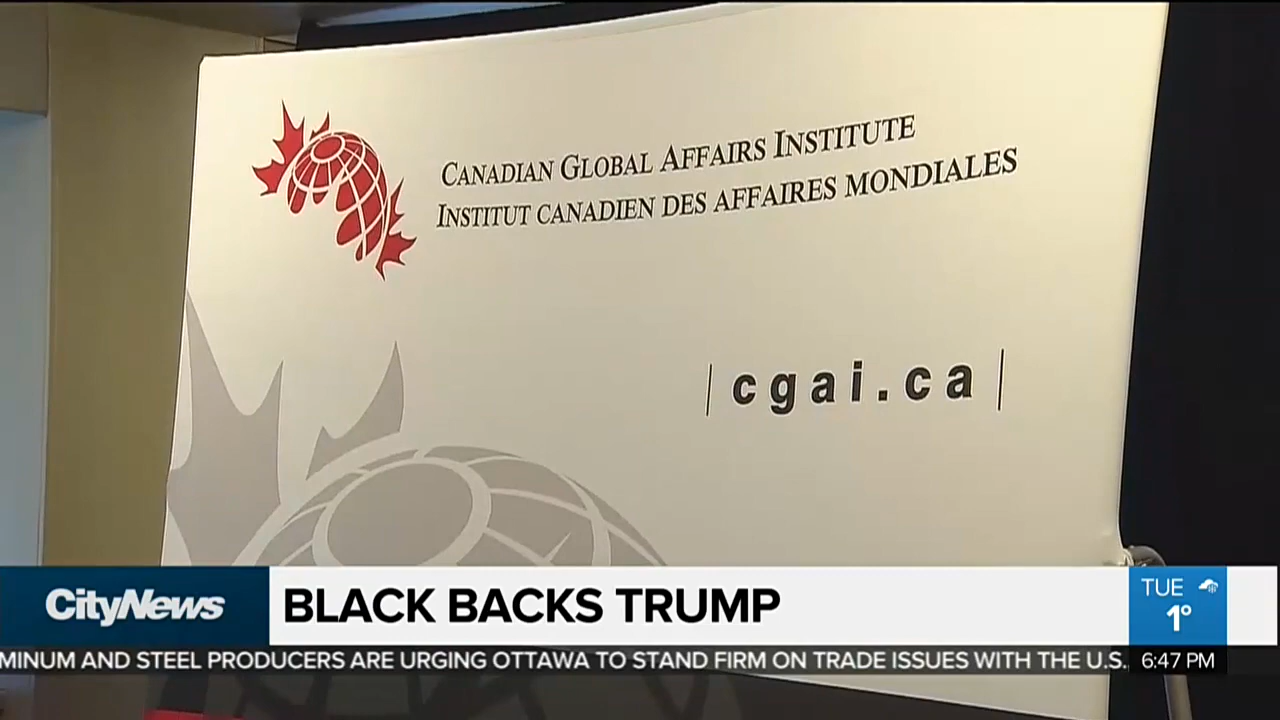 CANADIAN GLOBAL AFFAIRS INSTITUTE
INSTITUT CANADIEN DES AFFAIRES MONDIALES
| cgai.ca |
CityNews
BLACK BACKS TRUMP
TUE
1°
MINUM AND STEEL PRODUCERS ARE URGING OTTAWA TO STAND FIRM ON TRADE ISSUES WITH THE U.S..
6:47 PM